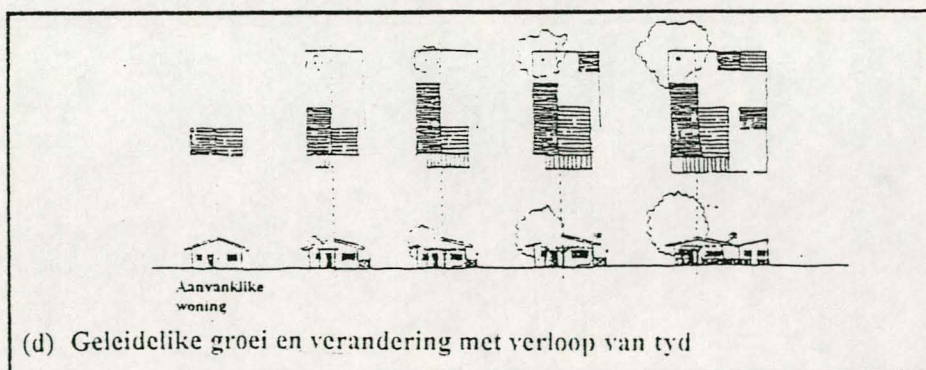 Aanvanklike
woning
(d) Geleidelike groei en verandering met verloop van tyd